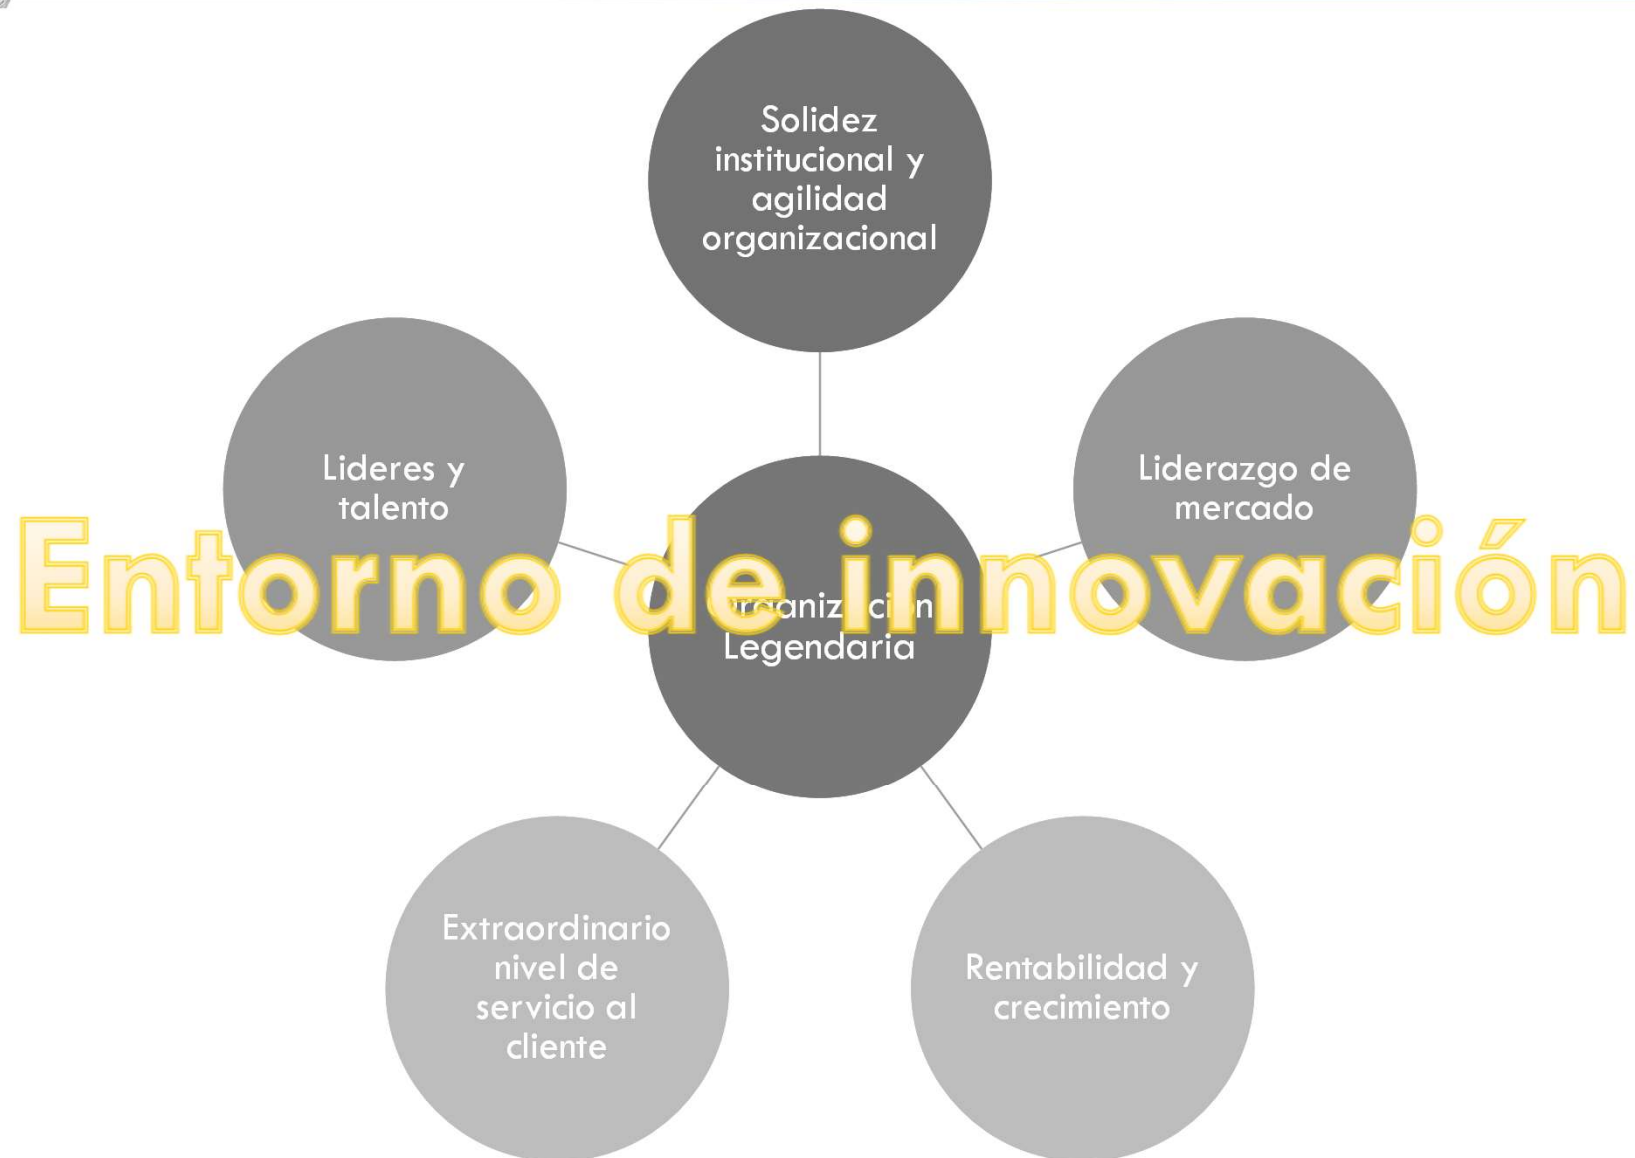 Solidez
institucional y
agilidad
organizacional
Lideres y
talento
Liderazgo de
mercado
Entorno de innovación
Organización
Legendaria
Extraordinario
nivel de
servicio al
cliente
Rentabilidad y
crecimiento